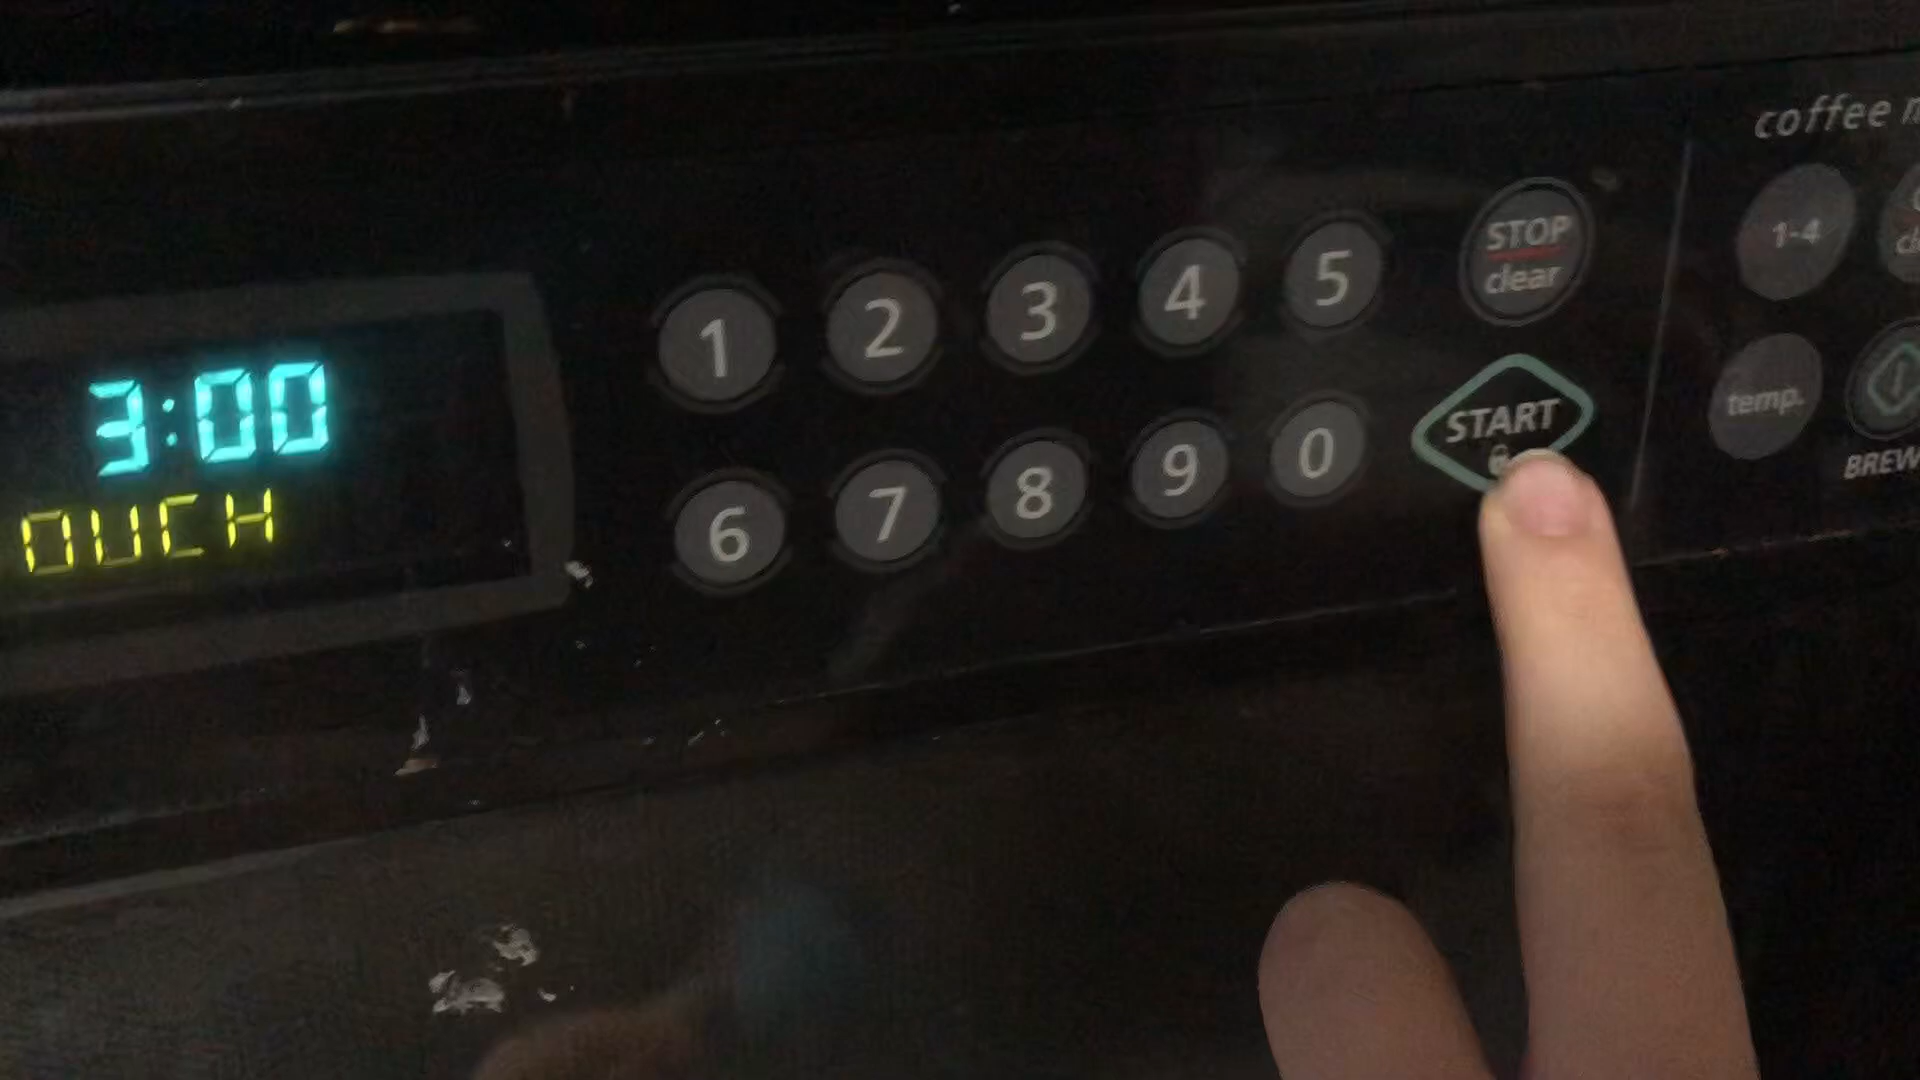 3:00
OUCH
1 2 3 4 5
6 7 8 9 0
STOP
clear
START
coffee
1-4
temp.
BREW